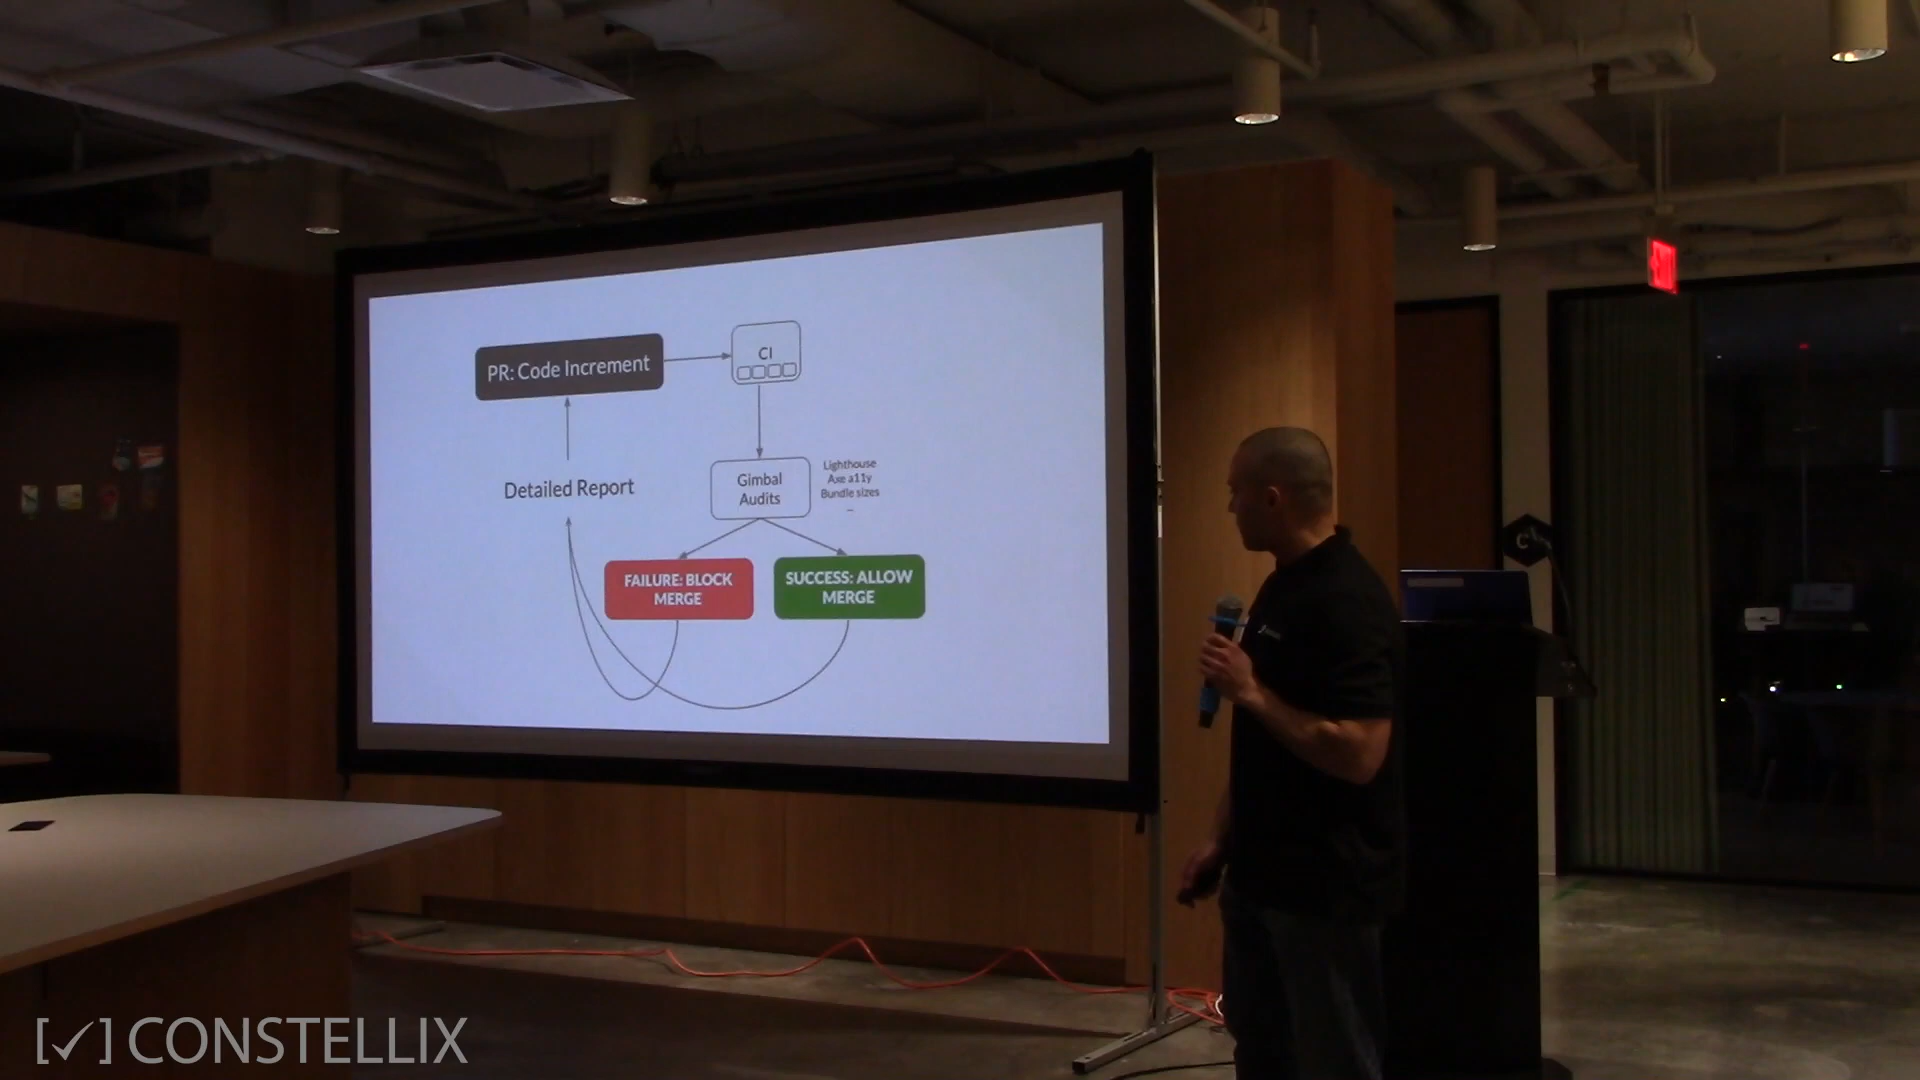 PR: Code Increment
CI
Detailed Report
Gimbal
Audits
Lighthouse
Axe a11y
Bundle sizes
...
FAILURE: BLOCK
MERGE
SUCCESS: ALLOW
MERGE
[✓] CONSTELLIX